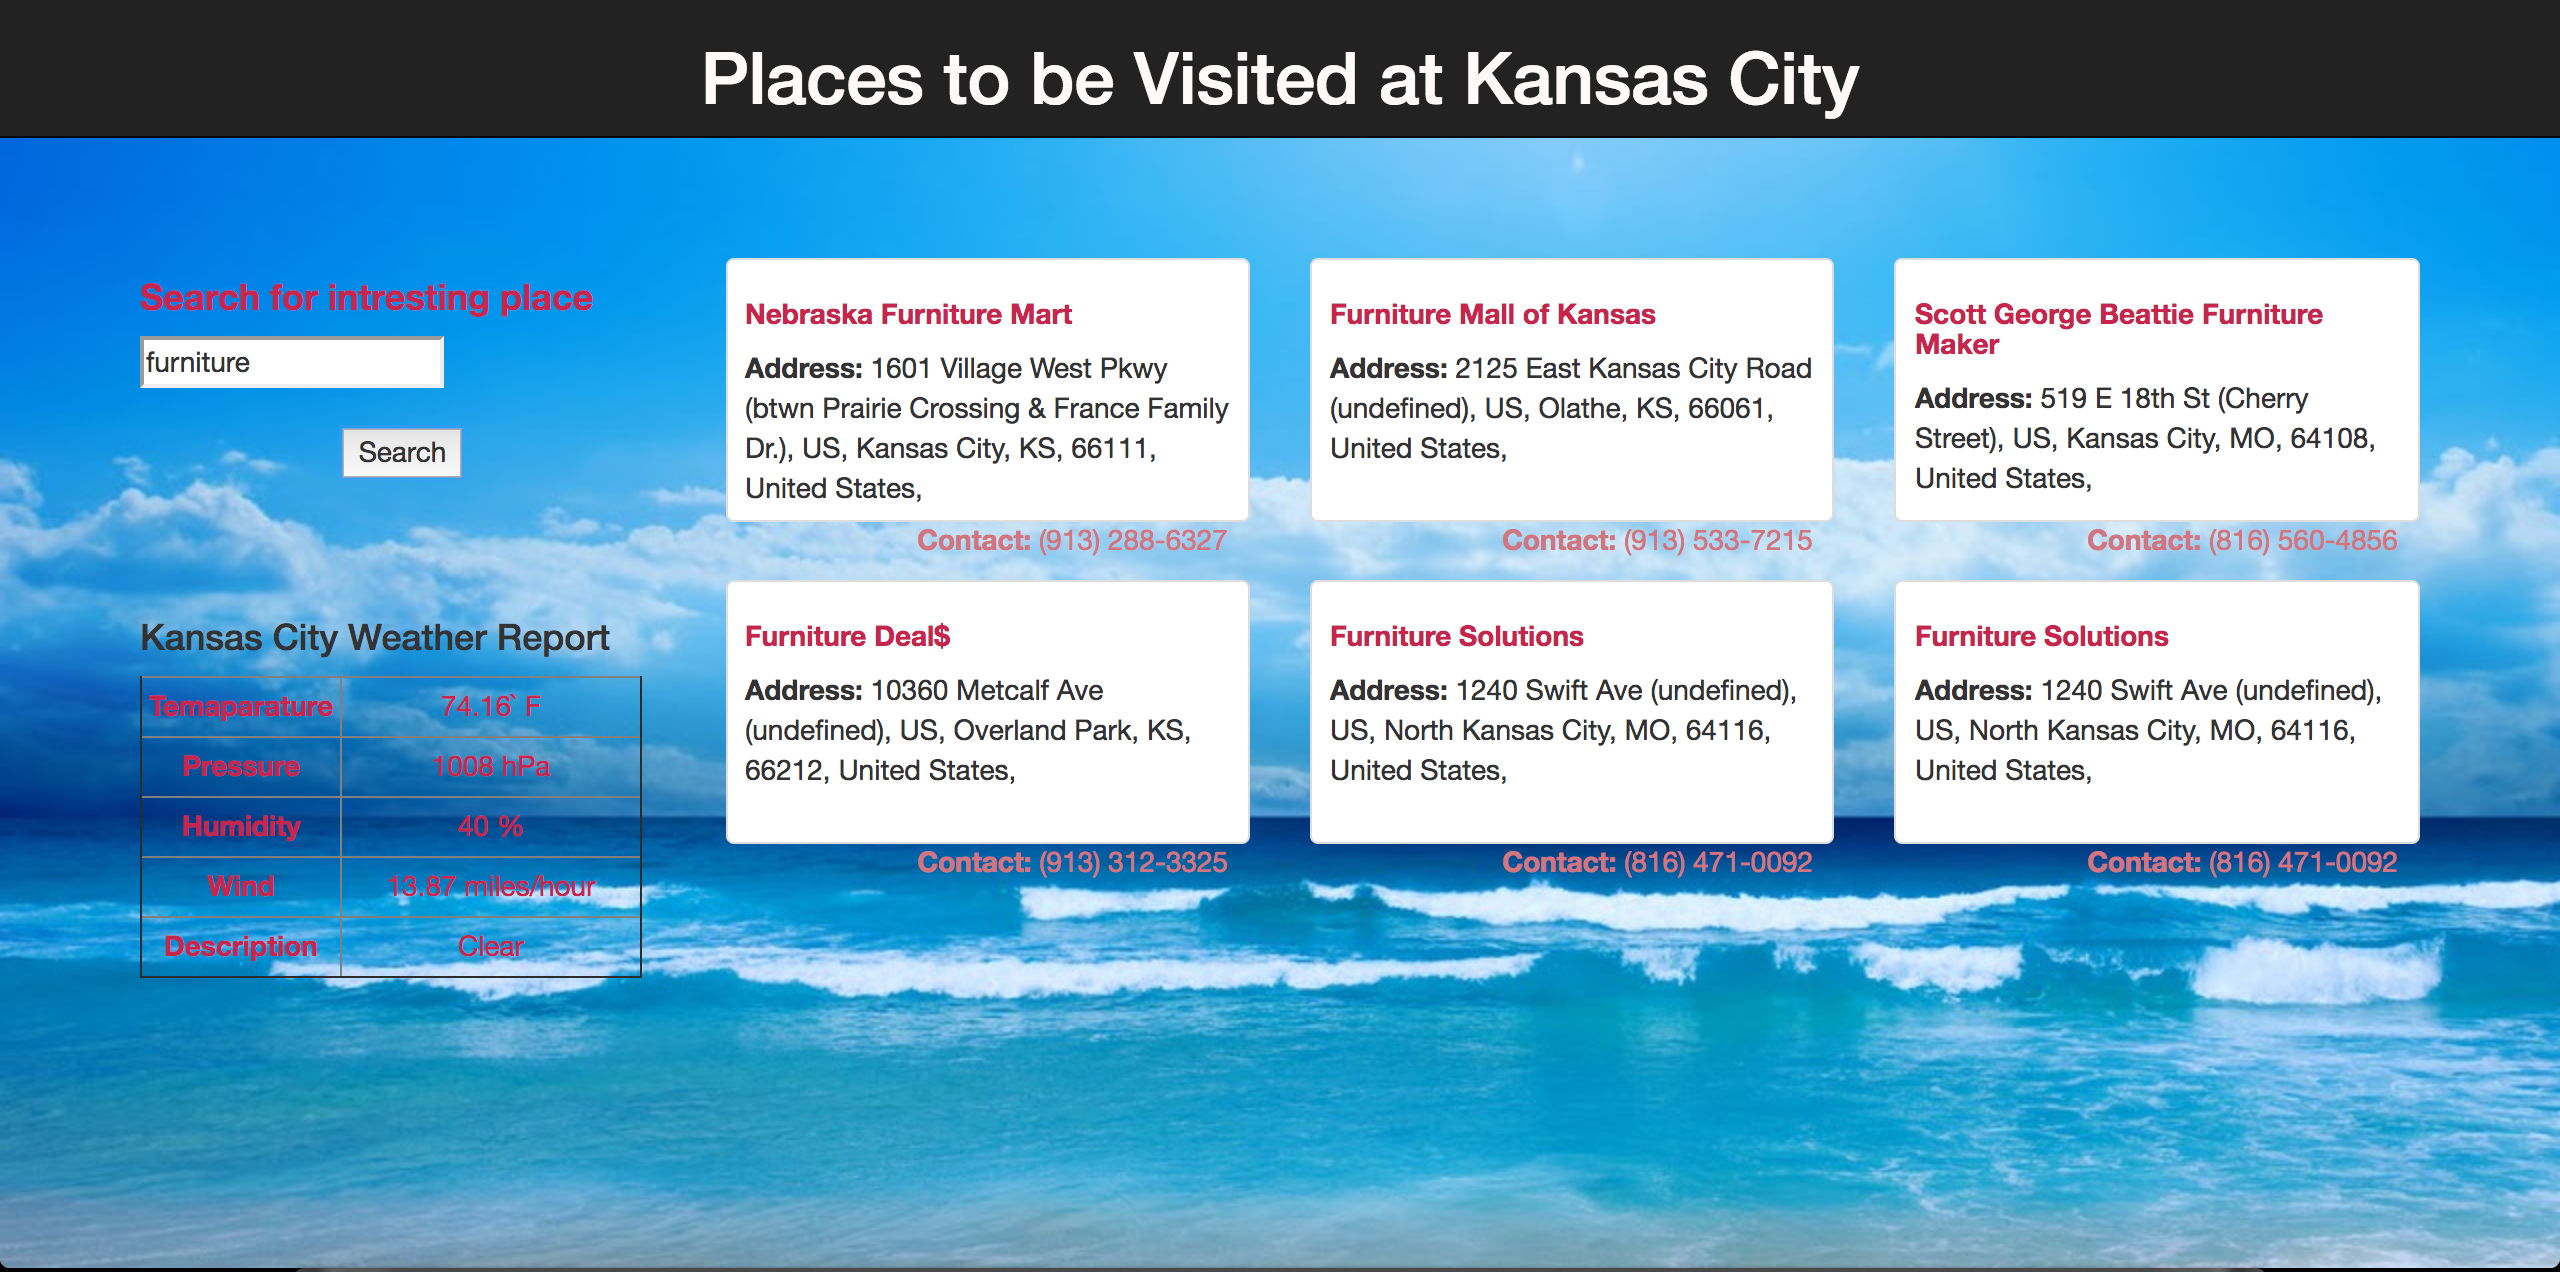 Places to be Visited at Kansas City
Search for intresting place
furniture
Search
Kansas City Weather Report
Temaparature 74.16` F
Pressure 1008 hPa
Humidity 40 %
Wind 13.87 miles/hour
Description Clear
Nebraska Furniture Mart
Address: 1601 Village West Pkwy
(btwn Prairie Crossing & France Family
Dr.), US, Kansas City, KS, 66111,
United States,
Contact: (913) 288-6327
Furniture Mall of Kansas
Address: 2125 East Kansas City Road
(undefined), US, Olathe, KS, 66061,
United States,
Contact: (913) 533-7215
Scott George Beattie Furniture
Maker
Address: 519 E 18th St (Cherry
Street), US, Kansas City, MO, 64108,
United States,
Contact: (816) 560-4856
Furniture Deal$
Address: 10360 Metcalf Ave
(undefined), US, Overland Park, KS,
66212, United States,
Contact: (913) 312-3325
Furniture Solutions
Address: 1240 Swift Ave (undefined),
US, North Kansas City, MO, 64116,
United States,
Contact: (816) 471-0092
Furniture Solutions
Address: 1240 Swift Ave (undefined),
US, North Kansas City, MO, 64116,
United States,
Contact: (816) 471-0092